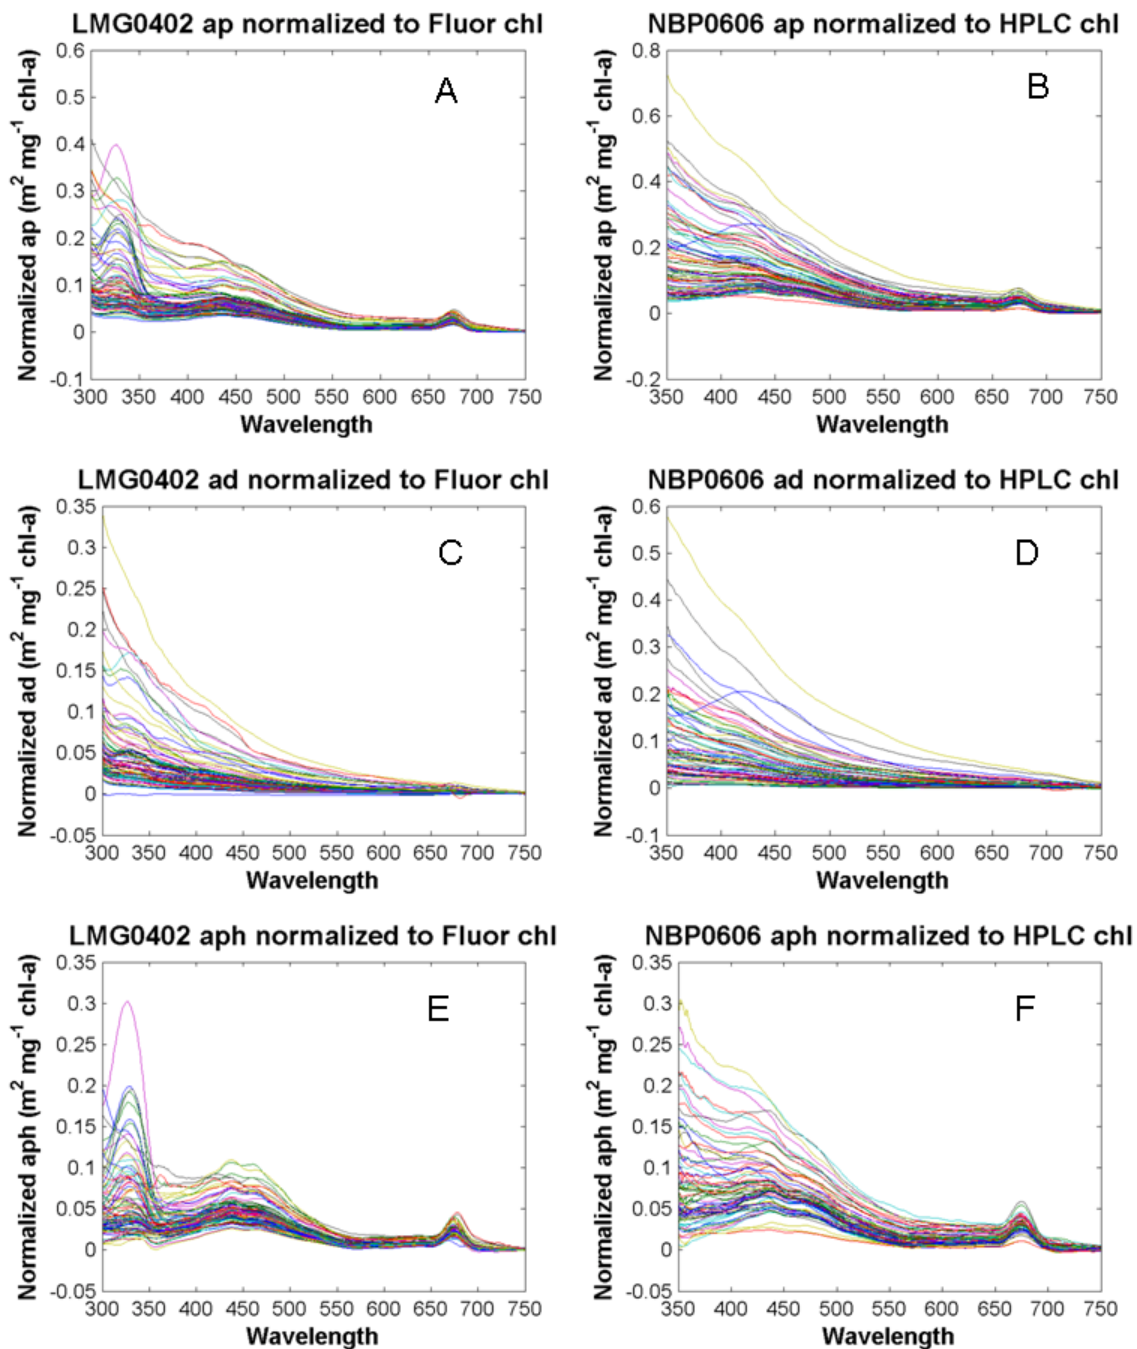 LMG0402 ap normalized to Fluor chl
A
0.6
0.5
0.4
0.3
0.2
0.1
0
-0.1
300 350 400 450 500 550 600 650 700 750
Normalized ap (m² mg⁻¹ chl-a)
Wavelength
NBP0606 ap normalized to HPLC chl
B
0.8
0.6
0.4
0.2
0
-0.2
350 400 450 500 550 600 650 700 750
Normalized ap (m² mg⁻¹ chl-a)
Wavelength
LMG0402 ad normalized to Fluor chl
C
0.35
0.3
0.25
0.2
0.15
0.1
0.05
0
-0.05
300 350 400 450 500 550 600 650 700 750
Normalized ad (m² mg⁻¹ chl-a)
Wavelength
NBP0606 ad normalized to HPLC chl
D
0.6
0.5
0.4
0.3
0.2
0.1
0
-0.1
350 400 450 500 550 600 650 700 750
Normalized ad (m² mg⁻¹ chl-a)
Wavelength
LMG0402 aph normalized to Fluor chl
E
0.35
0.3
0.25
0.2
0.15
0.1
0.05
0
-0.05
300 350 400 450 500 550 600 650 700 750
Normalized aph (m² mg⁻¹ chl-a)
Wavelength
NBP0606 aph normalized to HPLC chl
F
0.35
0.3
0.25
0.2
0.15
0.1
0.05
0
-0.05
350 400 450 500 550 600 650 700 750
Normalized aph (m² mg⁻¹ chl-a)
Wavelength